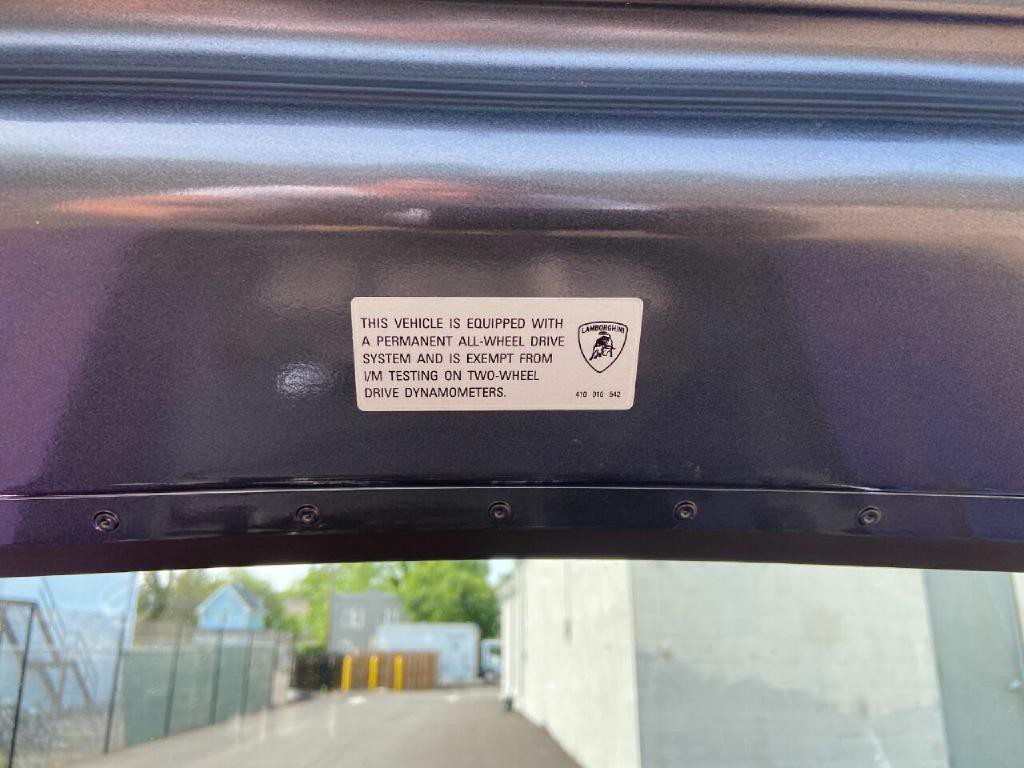 THIS VEHICLE IS EQUIPPED WITH
A PERMANENT ALL-WHEEL DRIVE
SYSTEM AND IS EXEMPT FROM
I/M TESTING ON TWO-WHEEL
DRIVE DYNAMOMETERS.
LAMBORGHINI
410 010 542